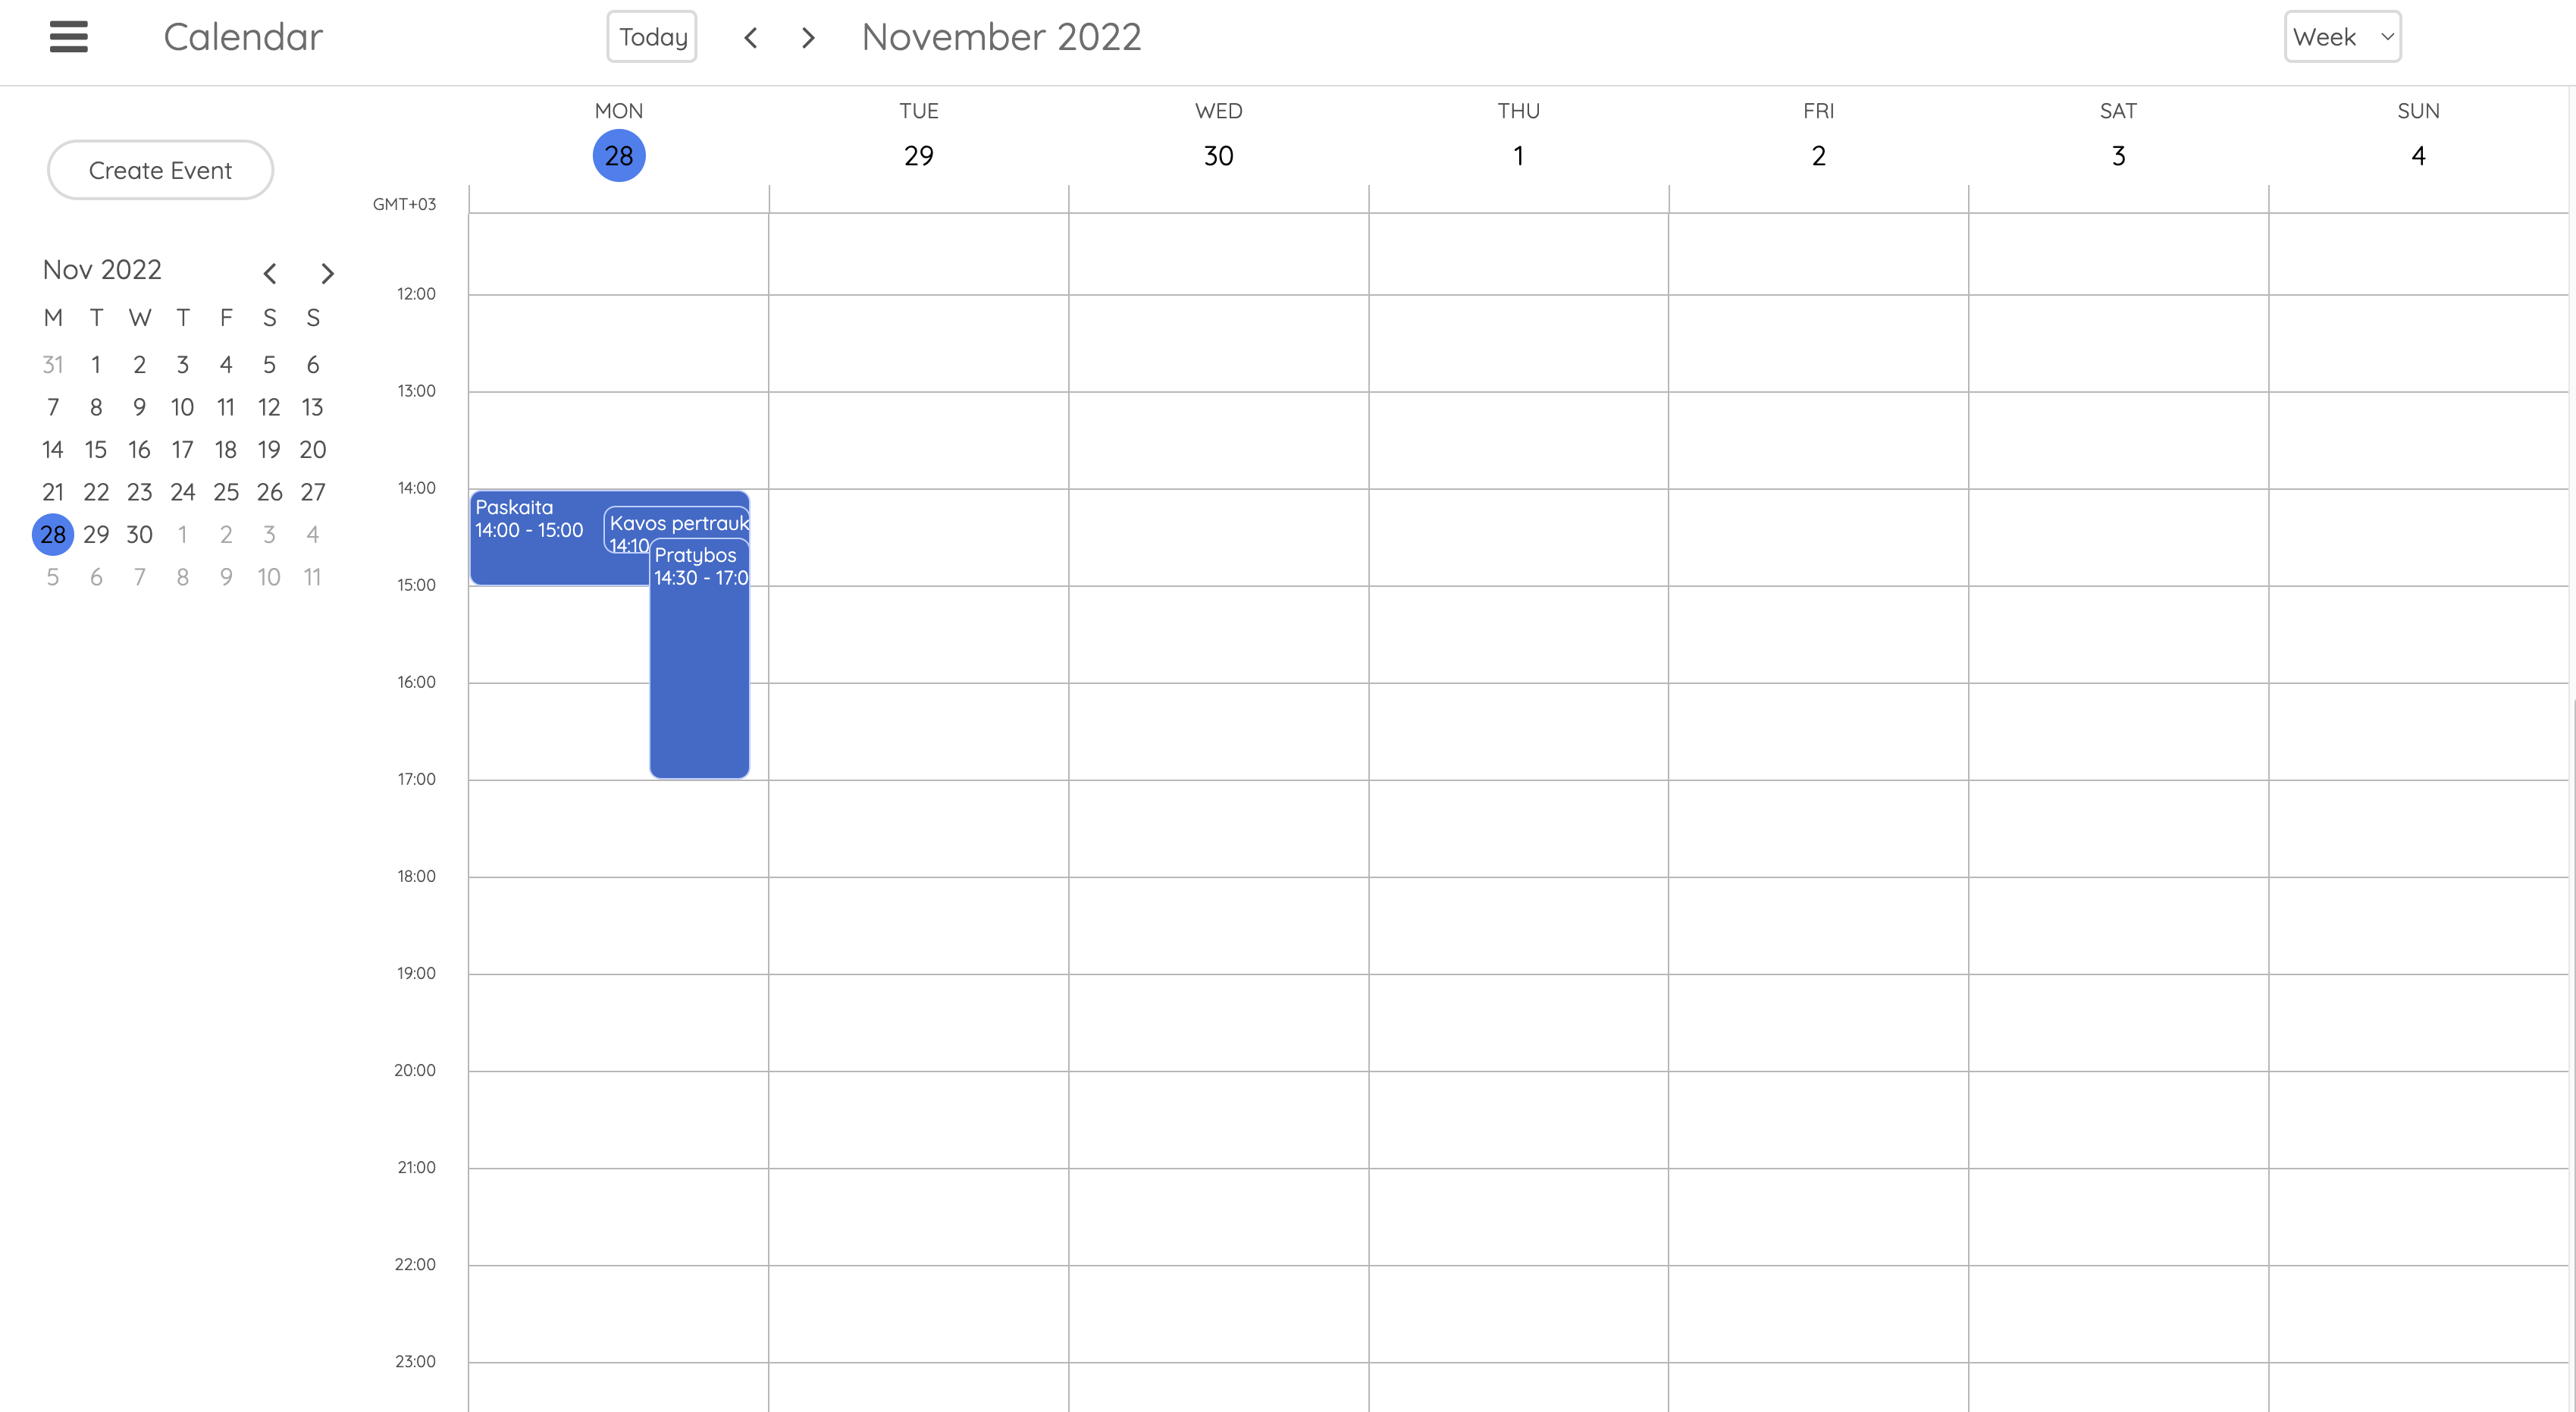 Calendar
Today
November 2022
Week
MON TUE WED THU FRI SAT SUN
28 29 30 1 2 3 4
Create Event
GMT+03
Nov 2022
M T W T F S S
31 1 2 3 4 5 6
7 8 9 10 11 12 13
14 15 16 17 18 19 20
21 22 23 24 25 26 27
28 29 30 1 2 3 4
5 6 7 8 9 10 11
12:00
13:00
14:00
Paskaita
14:00 - 15:00
Kavos pertrauk
14:10
Pratybos
14:30 - 17:0
15:00
16:00
17:00
18:00
19:00
20:00
21:00
22:00
23:00